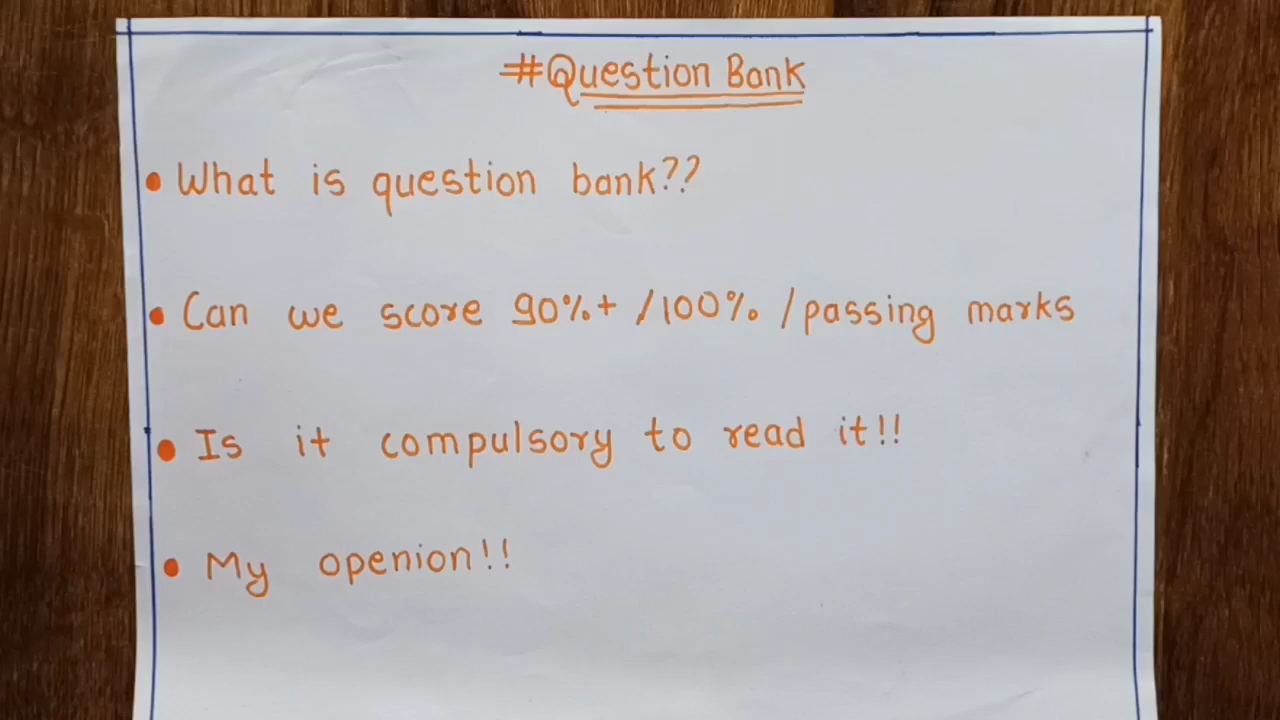 #Question Bank
• What is question bank??
• Can we score 90%+ /100% /passing marks
• Is it compulsory to read it!!
• My openion!!